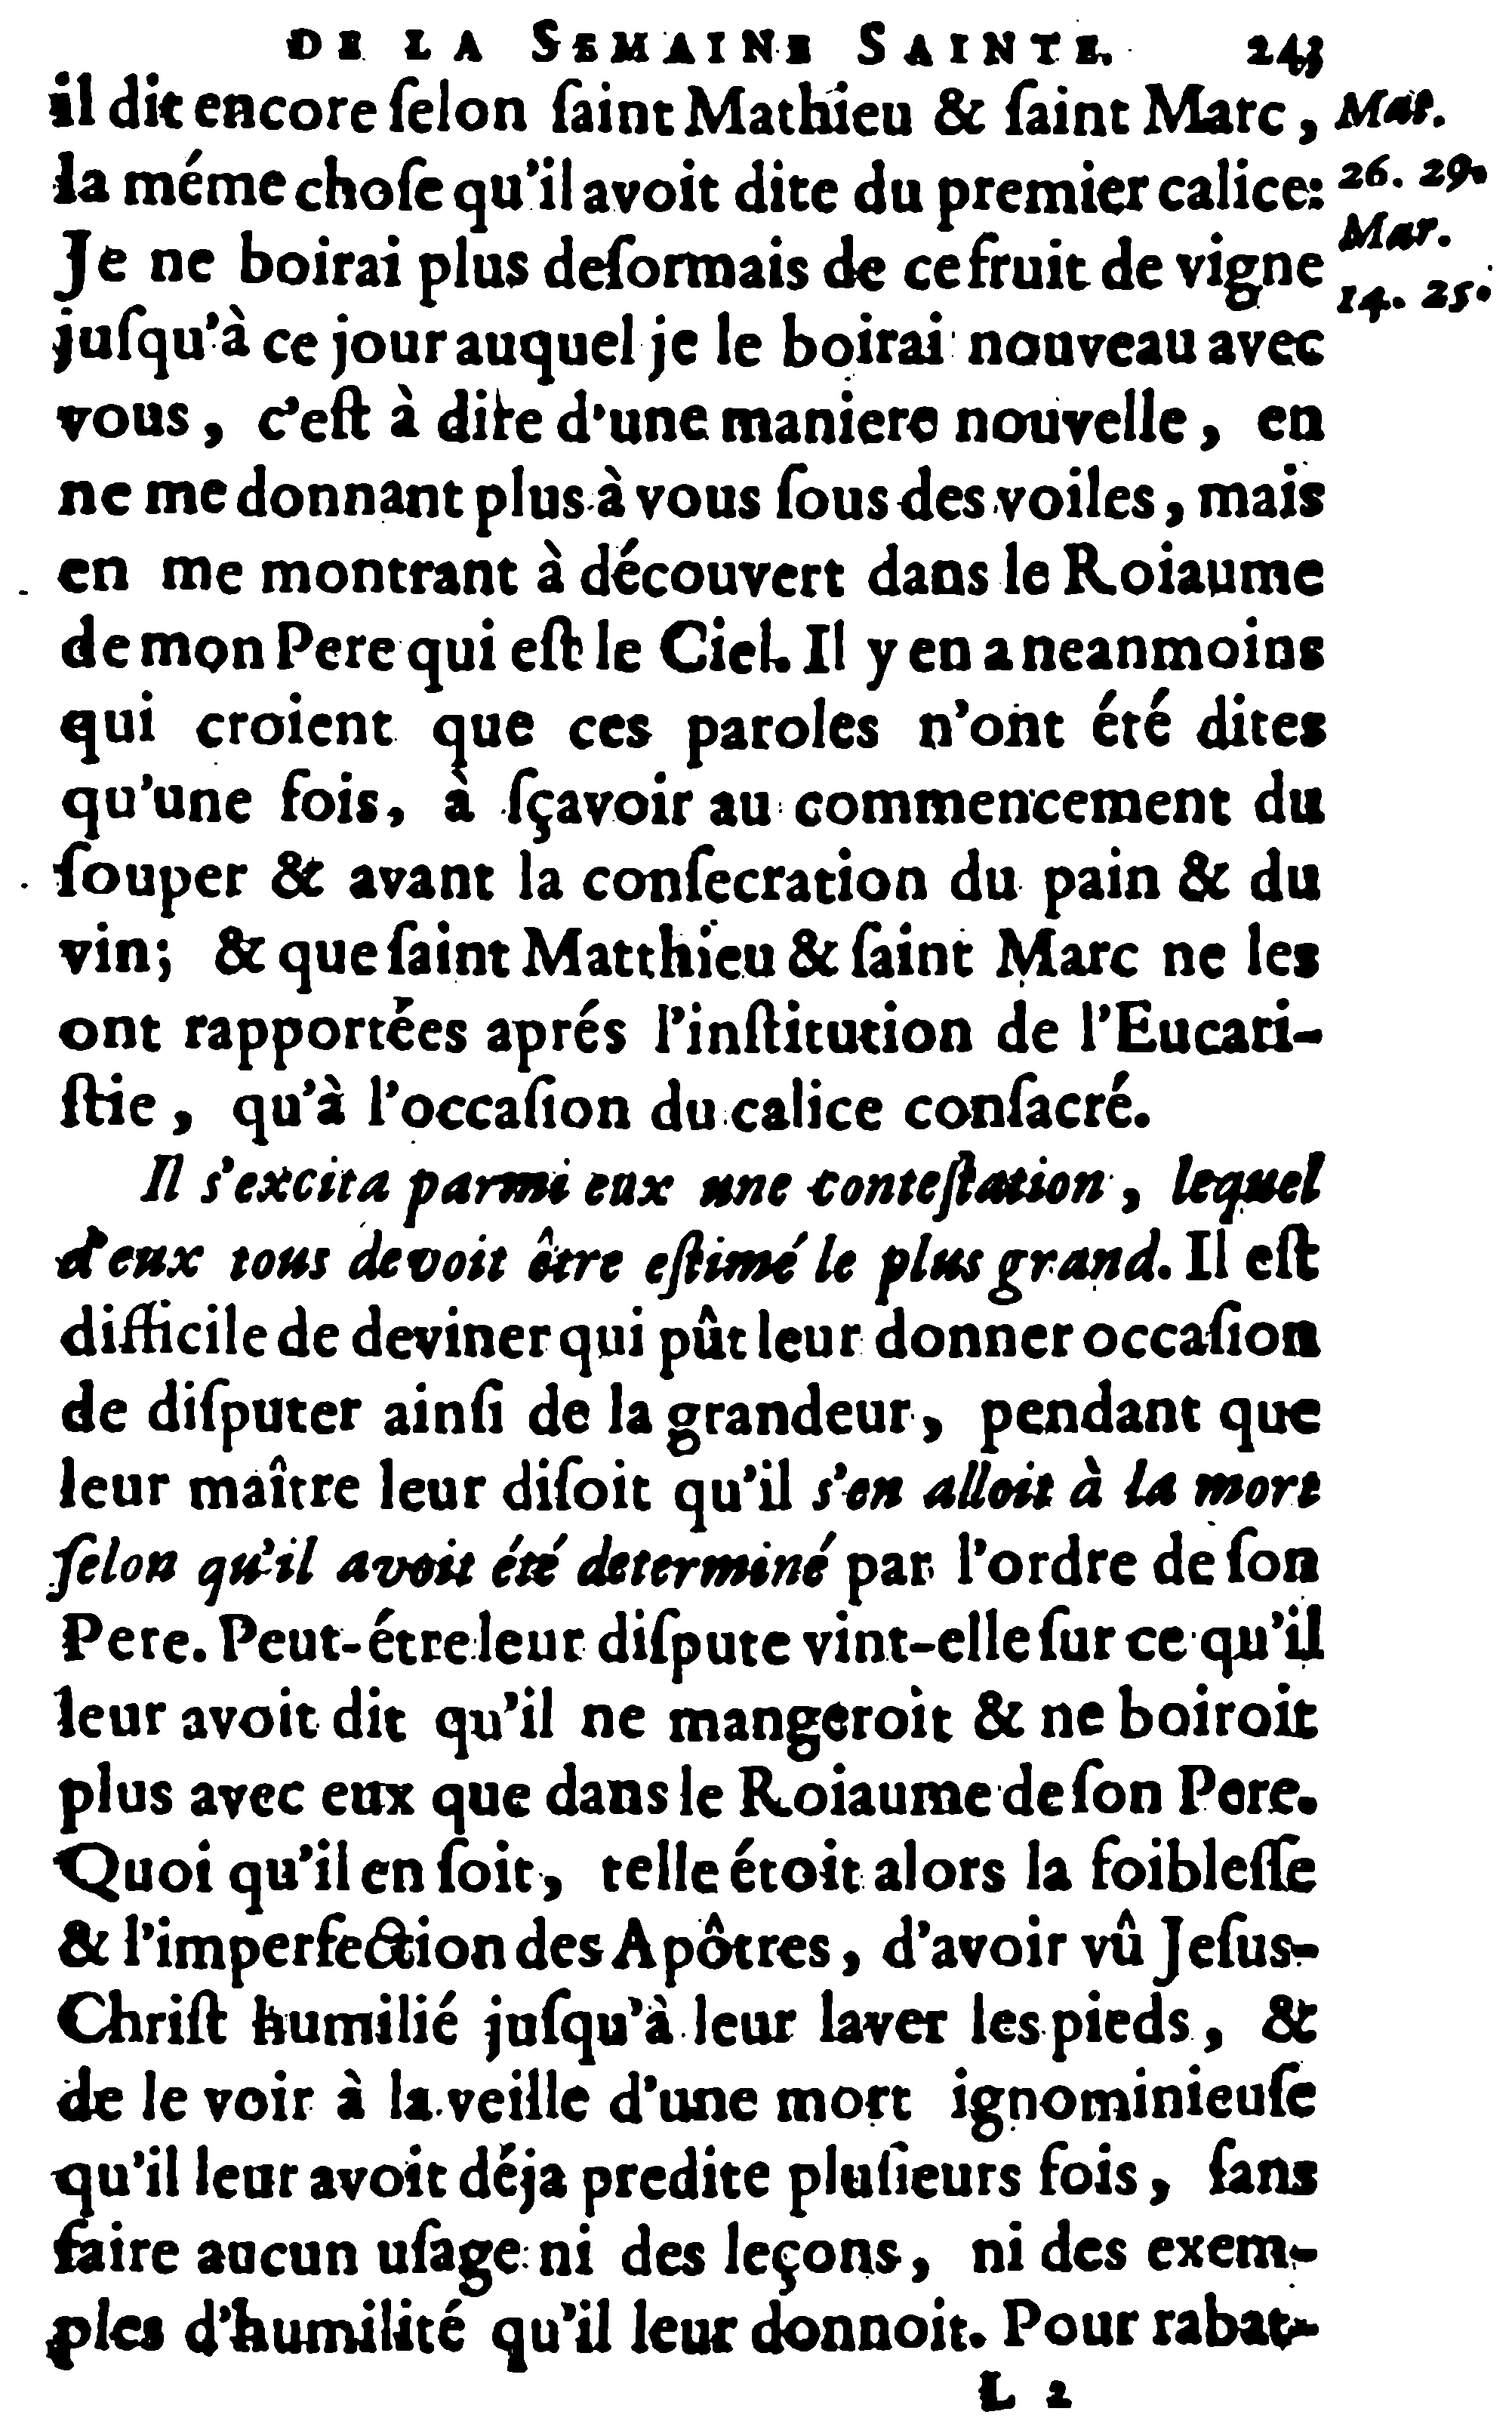 DE LA SEMAINE SAINTE. 243
il dit encore ſelon ſaint Mathieu & ſaint Marc,
la méme choſe qu'il avoit dite du premier calice:
Je ne boirai plus deſormais de ce fruit de vigne
juſqu'à ce jour auquel je le boirai nouveau avec
vous, c'eſt à dire d'une maniere nouvelle, en
ne me donnant plus à vous ſous des voiles, mais
en me montrant à découvert dans le Roiaume
de mon Pere qui eſt le Ciel. Il y en a neanmoins
qui croient que ces paroles n'ont été dites
qu'une fois, à ſçavoir au commencement du
ſouper & avant la conſecration du pain & du
vin; & que ſaint Matthieu & ſaint Marc ne les
ont rapportées aprés l'inſtitution de l'Eucari-
ſtie, qu'à l'occaſion du calice conſacré.
Il s'excita parmi eux une conteſtation, lequel
d'eux tous devoit être eſtimé le plus grand. Il eſt
difficile de deviner qui pût leur donner occaſion
de diſputer ainſi de la grandeur, pendant que
leur maître leur diſoit qu'il s'en alloit à la mort
ſelon qu'il avoit été determiné par l'ordre de ſon
Pere. Peut-étre leur diſpute vint-elle ſur ce qu'il
leur avoit dit qu'il ne mangeroit & ne boiroit
plus avec eux que dans le Roiaume de ſon Pere.
Quoi qu'il en ſoit, telle étoit alors la foibleſſe
& l'imperfection des Apôtres, d'avoir vû Jeſus-
Chriſt humilié juſqu'à leur laver les pieds, &
de le voir à la veille d'une mort ignominieuſe
qu'il leur avoit déja predite pluſieurs fois, ſans
faire aucun uſage ni des leçons, ni des exem-
ples d'humilité qu'il leur donnoit. Pour rabat-
L 2
Mat.
26. 29.
Mar.
14. 25.